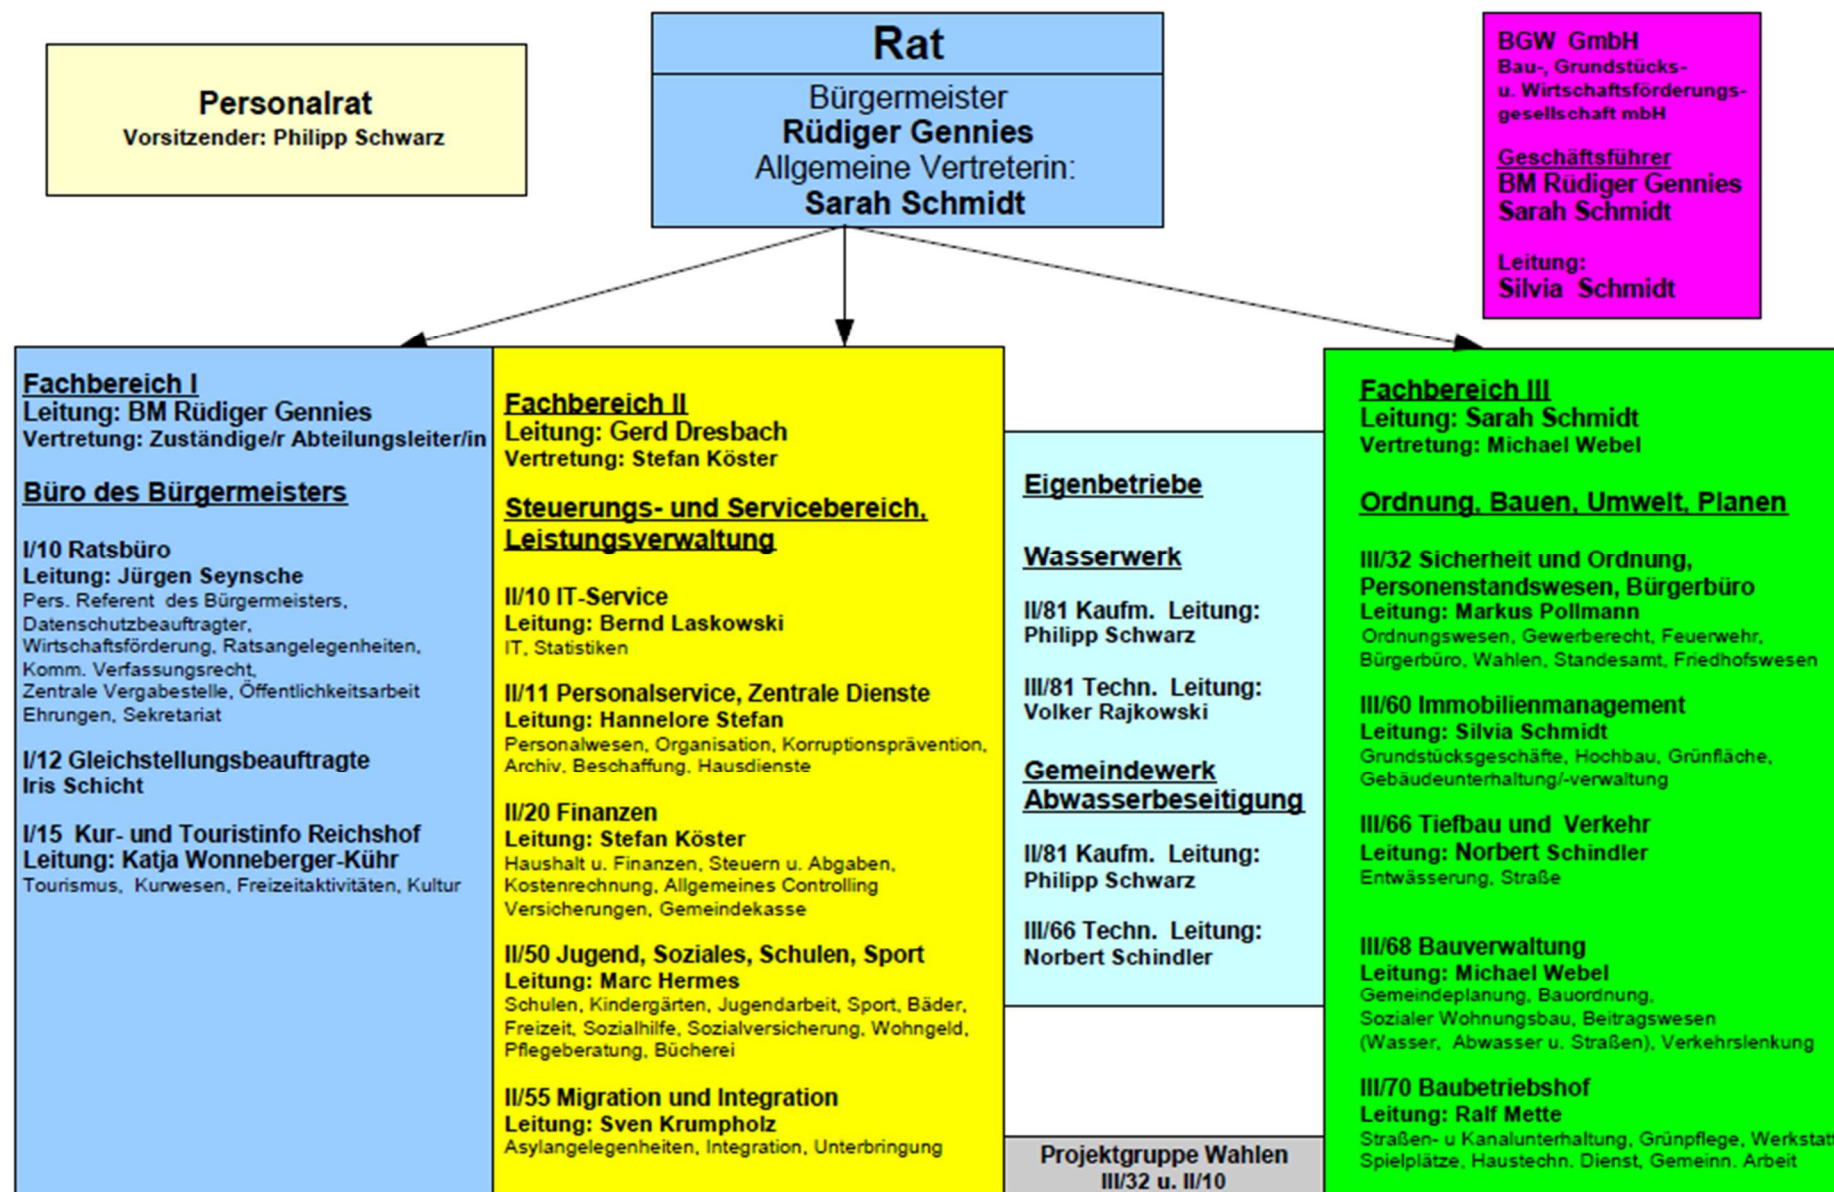 Personalrat
Vorsitzender: Philipp Schwarz
Rat
Bürgermeister
Rüdiger Gennies
Allgemeine Vertreterin:
Sarah Schmidt
BGW GmbH
Bau-, Grundstücks-
u. Wirtschaftsförderungs-
gesellschaft mbH
Geschäftsführer
BM Rüdiger Gennies
Sarah Schmidt
Leitung:
Silvia Schmidt
Fachbereich I
Leitung: BM Rüdiger Gennies
Vertretung: Zuständige/r Abteilungsleiter/in
Büro des Bürgermeisters
I/10 Ratsbüro
Leitung: Jürgen Seynsche
Pers. Referent des Bürgermeisters,
Datenschutzbeauftragter,
Wirtschaftsförderung, Ratsangelegenheiten,
Komm. Verfassungsrecht,
Zentrale Vergabestelle, Öffentlichkeitsarbeit
Ehrungen, Sekretariat
I/12 Gleichstellungsbeauftragte
Iris Schicht
I/15 Kur- und Touristinfo Reichshof
Leitung: Katja Wonneberger-Kühr
Tourismus, Kurwesen, Freizeitaktivitäten, Kultur
Fachbereich II
Leitung: Gerd Dresbach
Vertretung: Stefan Köster
Steuerungs- und Servicebereich,
Leistungsverwaltung
II/10 IT-Service
Leitung: Bernd Laskowski
IT, Statistiken
II/11 Personalservice, Zentrale Dienste
Leitung: Hannelore Stefan
Personalwesen, Organisation, Korruptionsprävention,
Archiv, Beschaffung, Hausdienste
II/20 Finanzen
Leitung: Stefan Köster
Haushalt u. Finanzen, Steuern u. Abgaben,
Kostenrechnung, Allgemeines Controlling
Versicherungen, Gemeindekasse
II/50 Jugend, Soziales, Schulen, Sport
Leitung: Marc Hermes
Schulen, Kindergärten, Jugendarbeit, Sport, Bäder,
Freizeit, Sozialhilfe, Sozialversicherung, Wohngeld,
Pflegeberatung, Bücherei
II/55 Migration und Integration
Leitung: Sven Krumpholz
Asylangelegenheiten, Integration, Unterbringung
Eigenbetriebe
Wasserwerk
II/81 Kaufm. Leitung:
Philipp Schwarz
III/81 Techn. Leitung:
Volker Rajkowski
Gemeindewerk
Abwasserbeseitigung
II/81 Kaufm. Leitung:
Philipp Schwarz
III/66 Techn. Leitung:
Norbert Schindler
Projektgruppe Wahlen
III/32 u. II/10
Fachbereich III
Leitung: Sarah Schmidt
Vertretung: Michael Webel
Ordnung, Bauen, Umwelt, Planen
III/32 Sicherheit und Ordnung,
Personenstandswesen, Bürgerbüro
Leitung: Markus Pollmann
Ordnungswesen, Gewerberecht, Feuerwehr,
Bürgerbüro, Wahlen, Standesamt, Friedhofswesen
III/60 Immobilienmanagement
Leitung: Silvia Schmidt
Grundstücksgeschäfte, Hochbau, Grünfläche,
Gebäudeunterhaltung/-verwaltung
III/66 Tiefbau und Verkehr
Leitung: Norbert Schindler
Entwässerung, Straße
III/68 Bauverwaltung
Leitung: Michael Webel
Gemeindeplanung, Bauordnung,
Sozialer Wohnungsbau, Beitragswesen
(Wasser, Abwasser u. Straßen), Verkehrslenkung
III/70 Baubetriebshof
Leitung: Ralf Mette
Straßen- u Kanalunterhaltung, Grünpflege, Werkstatt
Spielplätze, Haustechn. Dienst, Gemeinn. Arbeit